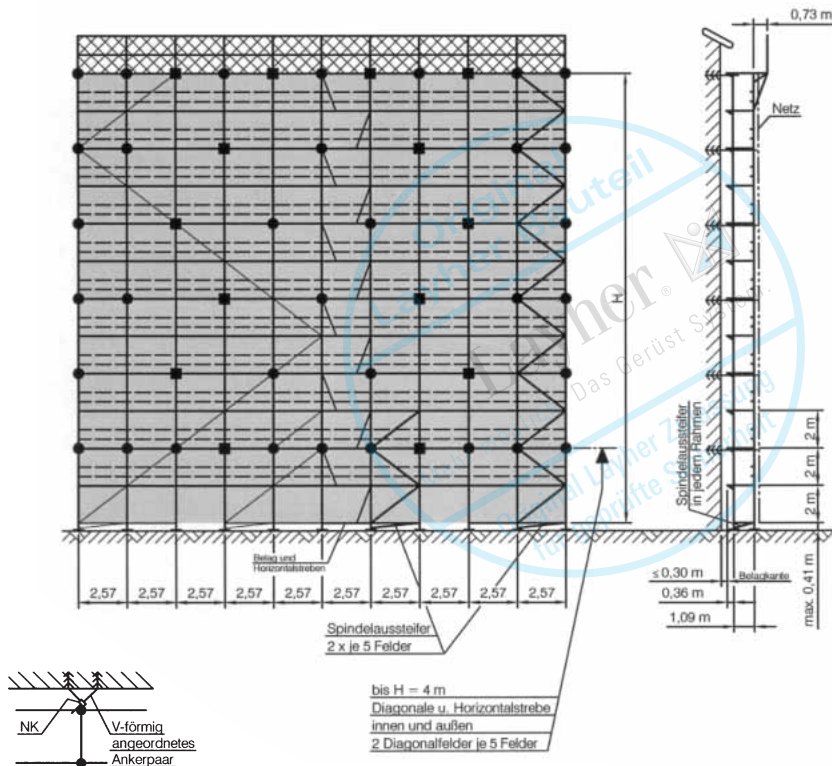 0,73 m
Netz
H
Original
Layher Bauteil
Layher ®
Das Gerüst System.
Original Layher Zulassung
für geprüfte Sicherheit
Spindelaussteifer
in jedem Rahmen
2 m
2 m
2 m
max. 0,41 m
Belag und
Horizontalstreben
≤ 0,30 m
Belagkante
0,36 m
1,09 m
2,57 2,57 2,57 2,57 2,57 2,57 2,57 2,57 2,57 2,57
Spindelaussteifer
2 x je 5 Felder
bis H = 4 m
Diagonale u. Horizontalstrebe
innen und außen
2 Diagonalfelder je 5 Felder
NK
V-förmig
angeordnetes
Ankerpaar